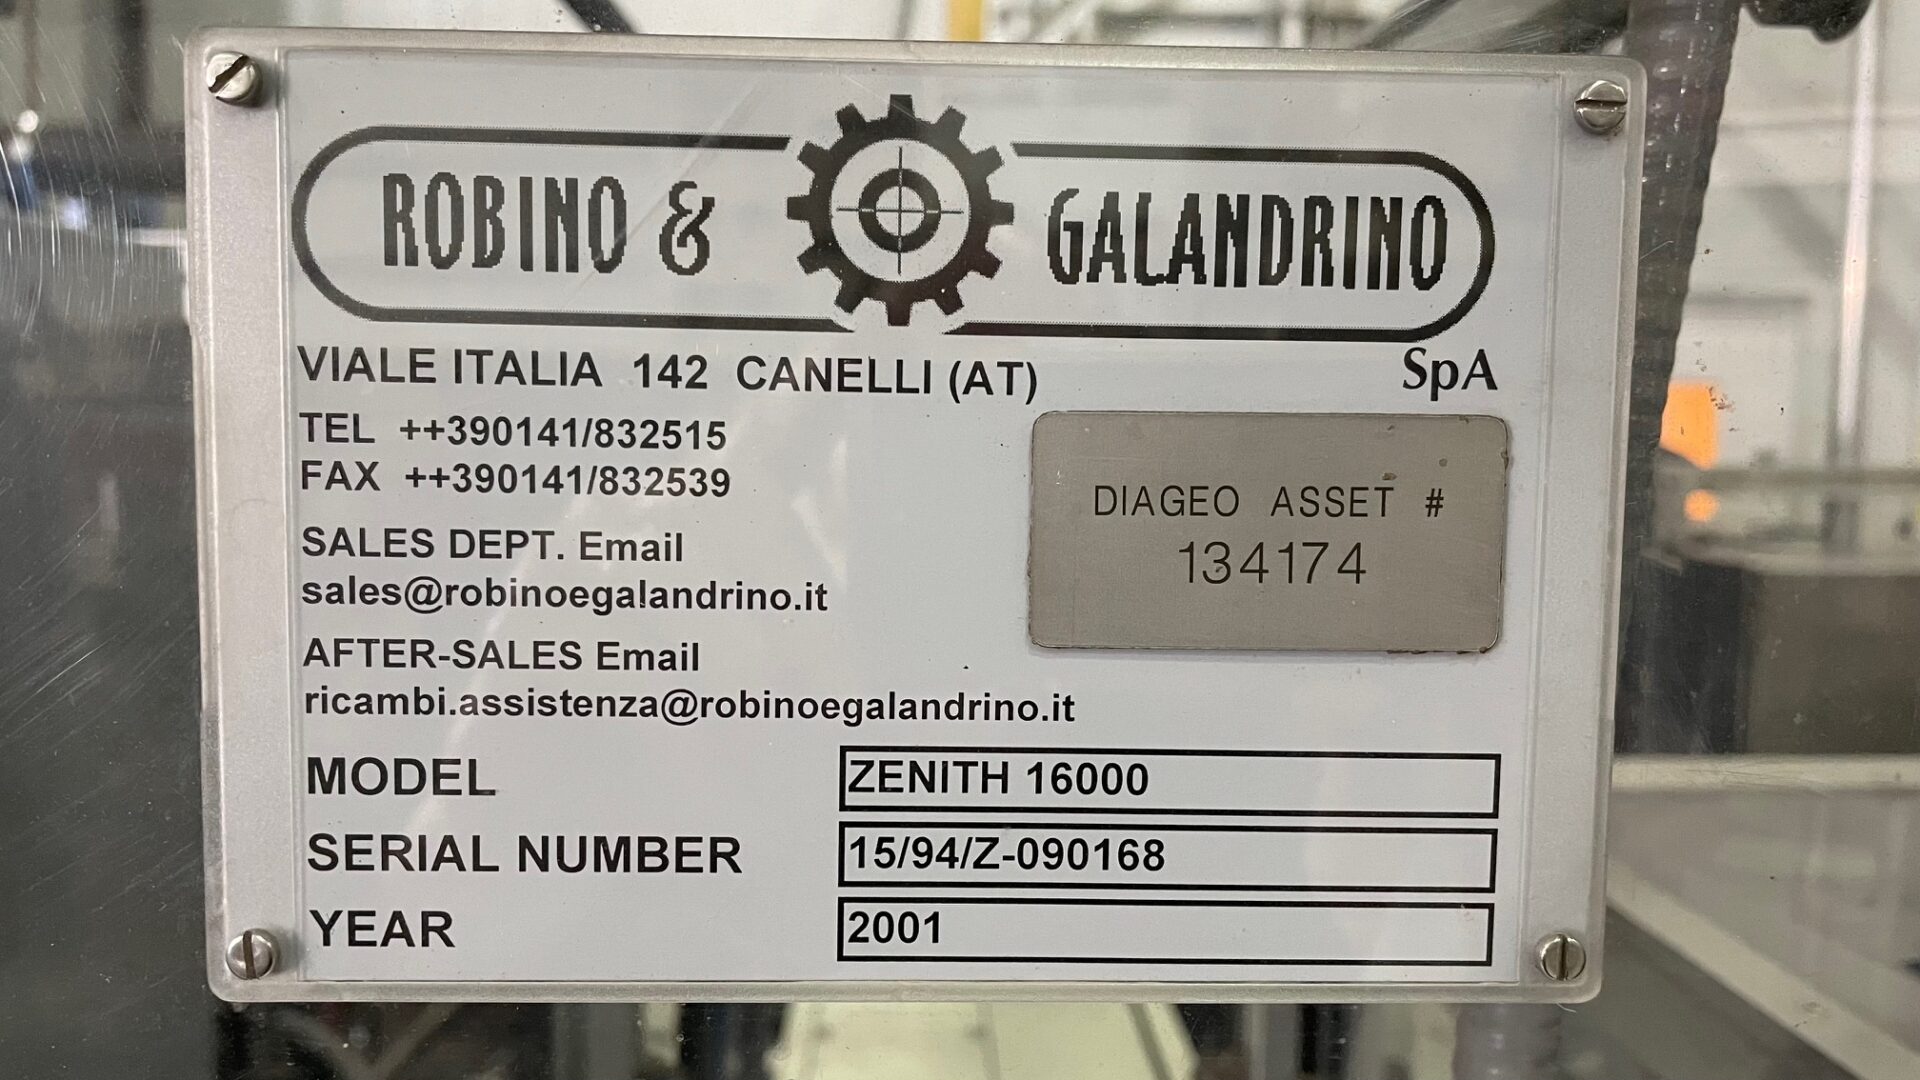 ROBINO & GALANDRINO
SpA
VIALE ITALIA 142 CANELLI (AT)
TEL ++390141/832515
FAX ++390141/832539
SALES DEPT. Email
sales@robinoegalandrino.it
AFTER-SALES Email
ricambi.assistenza@robinoegalandrino.it
DIAGEO ASSET #
134174
MODEL ZENITH 16000
SERIAL NUMBER 15/94/Z-090168
YEAR 2001